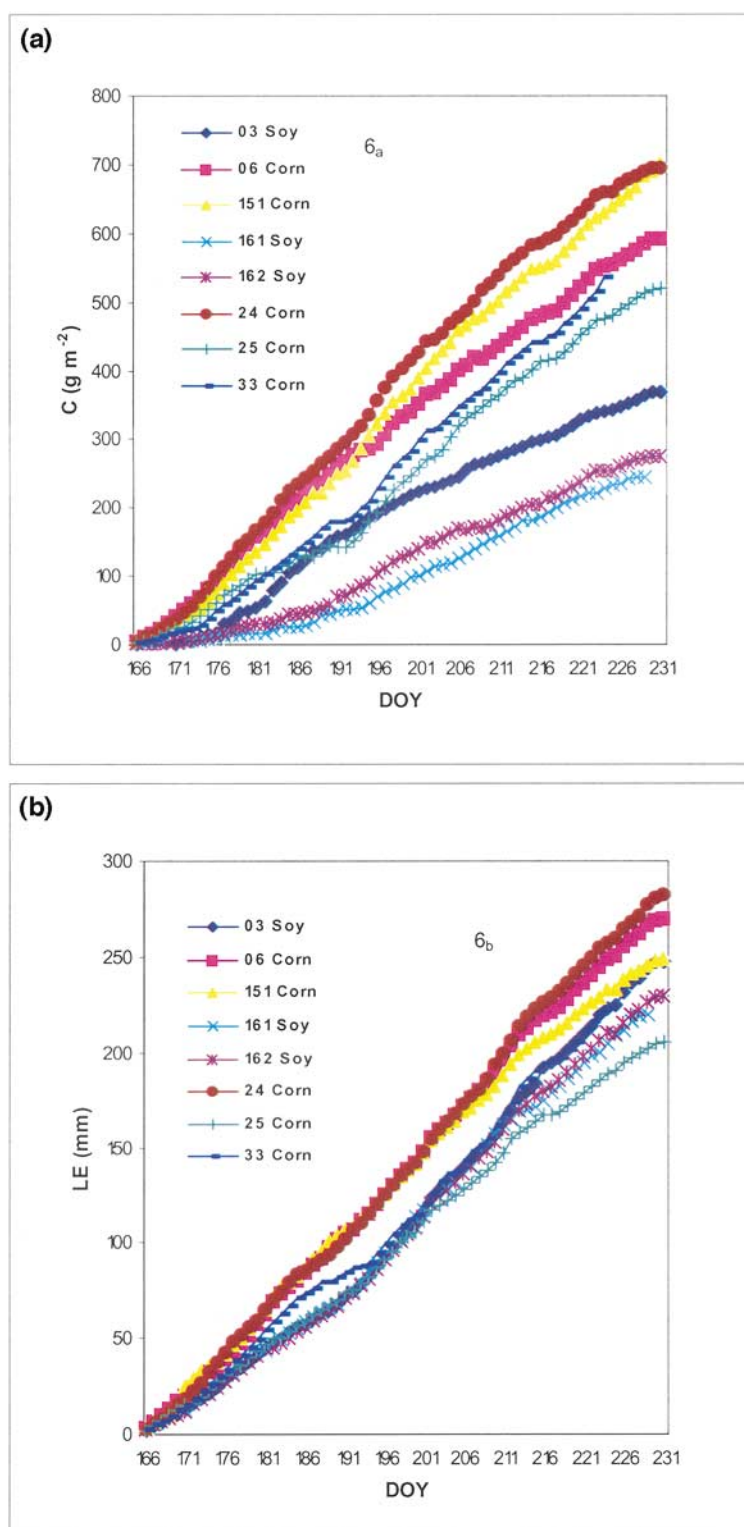 (a)
800
700
600
500
400
300
200
100
0
C (g m⁻²)
6a
03 Soy
06 Corn
151 Corn
161 Soy
162 Soy
24 Corn
25 Corn
33 Corn
166 171 176 181 186 191 196 201 206 211 216 221 226 231
DOY
(b)
300
250
200
150
100
50
0
LE (mm)
6b
03 Soy
06 Corn
151 Corn
161 Soy
162 Soy
24 Corn
25 Corn
33 Corn
166 171 176 181 186 191 196 201 206 211 216 221 226 231
DOY